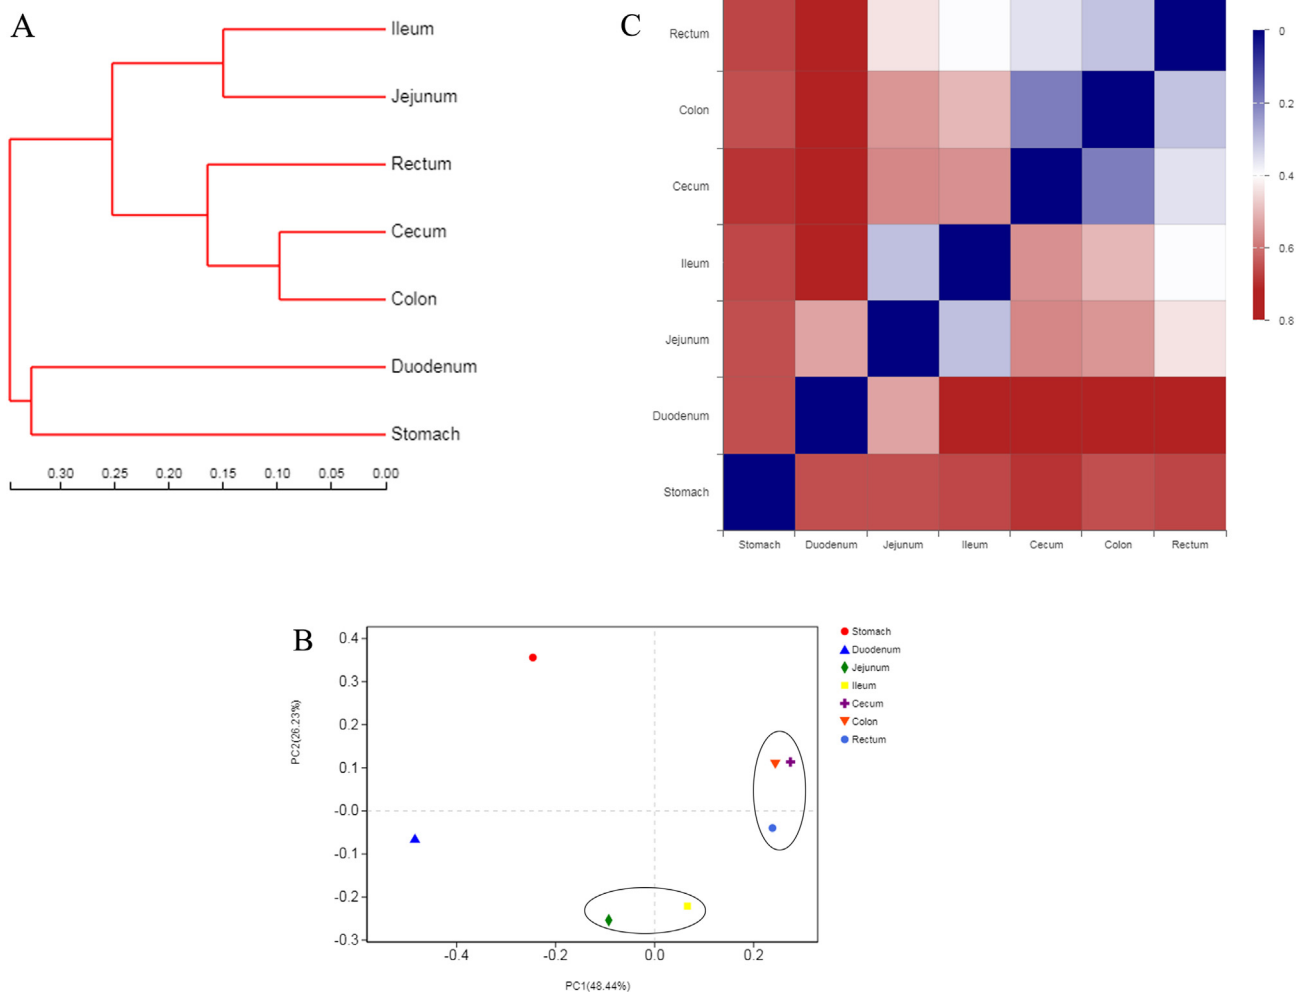 A
Ileum
Jejunum
Rectum
Cecum
Colon
Duodenum
Stomach
0.30 0.25 0.20 0.15 0.10 0.05 0.00
C
Rectum
Colon
Cecum
Ileum
Jejunum
Duodenum
Stomach
Stomach Duodenum Jejunum Ileum Cecum Colon Rectum
0
0.2
0.4
0.6
0.8
B
0.4
0.3
0.2
0.1
-0.0
-0.1
-0.2
-0.3
PC2(26.23%)
-0.4 -0.2 0.0 0.2
PC1(48.44%)
Stomach
Duodenum
Jejunum
Ileum
Cecum
Colon
Rectum